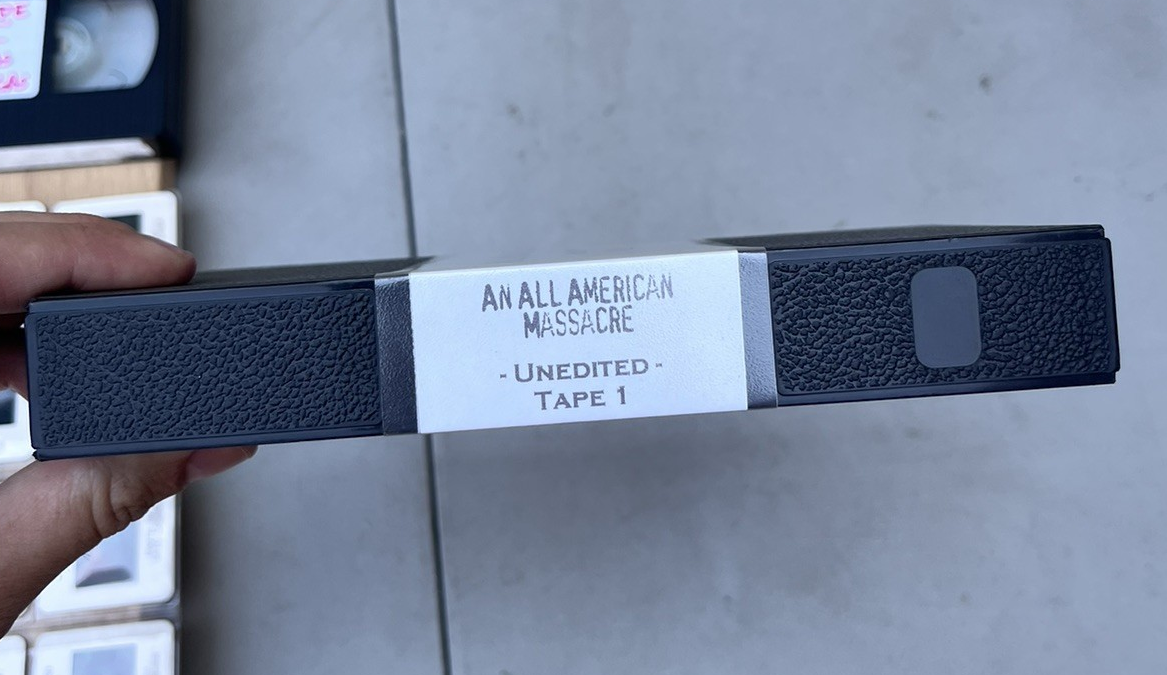 AN ALL AMERICAN
MASSACRE
- UNEDITED -
TAPE 1